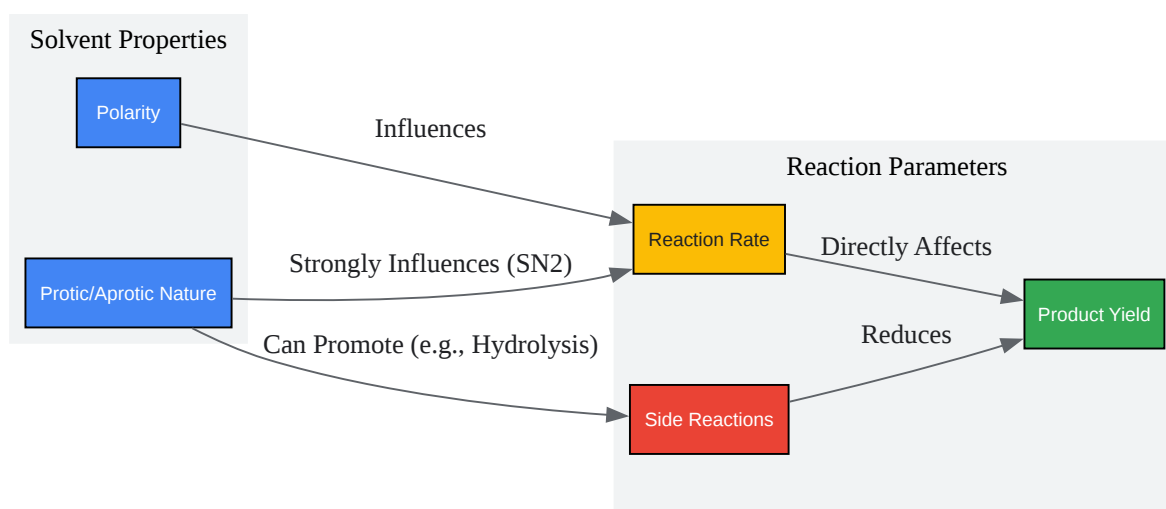 Solvent Properties
Polarity
Influences
Reaction Parameters
Reaction Rate
Directly Affects
Strongly Influences (SN2)
Protic/Aprotic Nature
Product Yield
Can Promote (e.g., Hydrolysis)
Reduces
Side Reactions